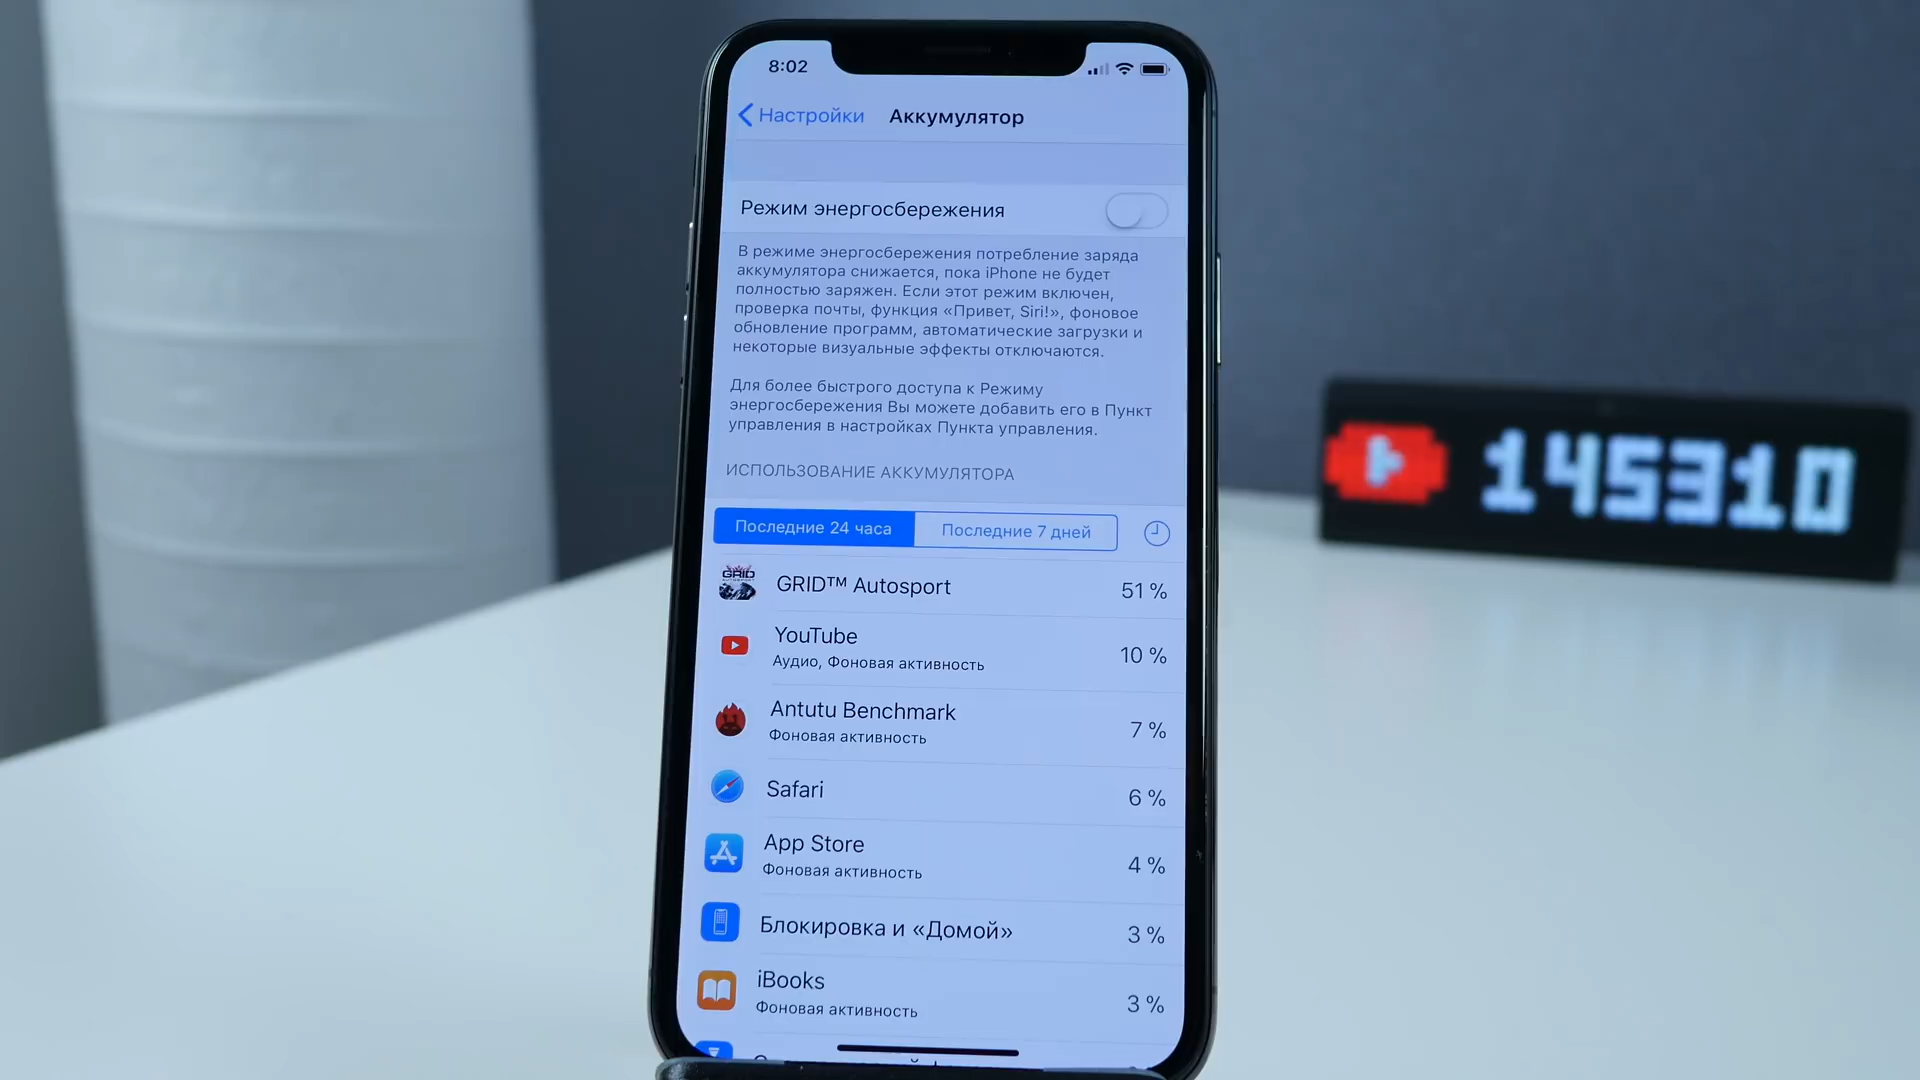 8:02
Настройки
Аккумулятор
Режим энергосбережения
В режиме энергосбережения потребление заряда
аккумулятора снижается, пока iPhone не будет
полностью заряжен. Если этот режим включен,
проверка почты, функция «Привет, Siri!», фоновое
обновление программ, автоматические загрузки и
некоторые визуальные эффекты отключаются.
Для более быстрого доступа к Режиму
энергосбережения Вы можете добавить его в Пункт
управления в настройках Пункта управления.
ИСПОЛЬЗОВАНИЕ АККУМУЛЯТОРА
Последние 24 часа
Последние 7 дней
GRID
GRID™ Autosport
51 %
YouTube
Аудио, Фоновая активность
10 %
Antutu Benchmark
Фоновая активность
7 %
Safari
6 %
App Store
Фоновая активность
4 %
Блокировка и «Домой»
3 %
iBooks
Фоновая активность
3 %
145310